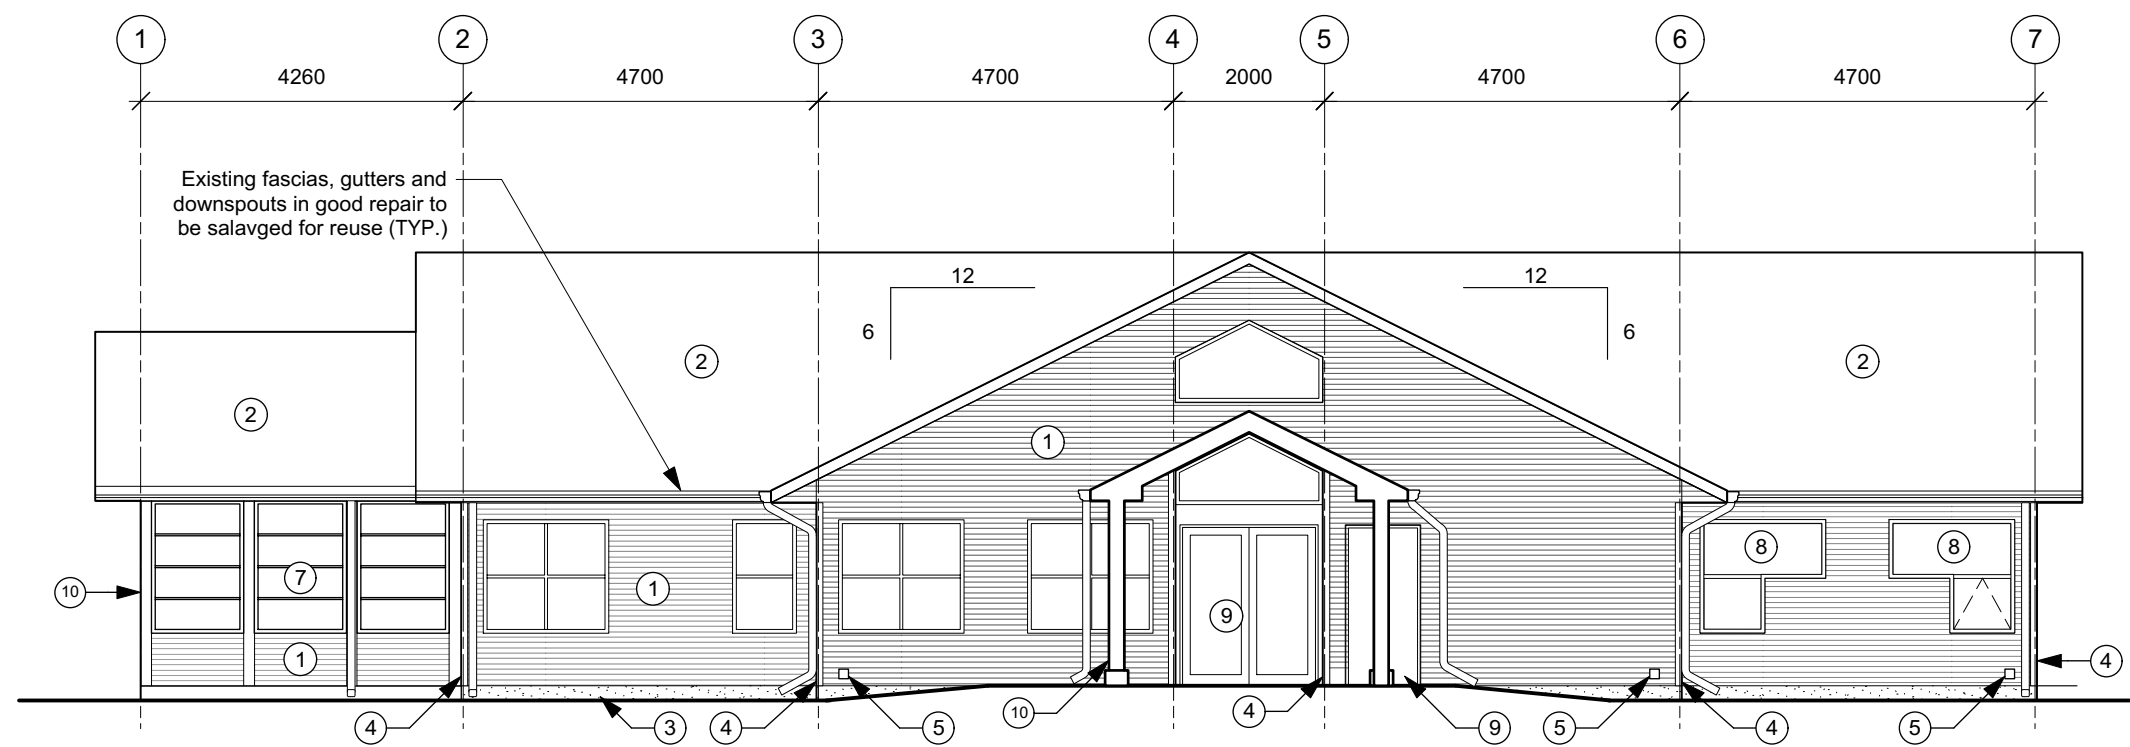 1 2 3 4 5 6 7
4260 4700 4700 2000 4700 4700
Existing fascias, gutters and
downspouts in good repair to
be salavged for reuse (TYP.)
12 12
6 6
2 2 2
1
8 8
7
10
1
9
1
4
10 4
4 3 4 5 9 5 4 5